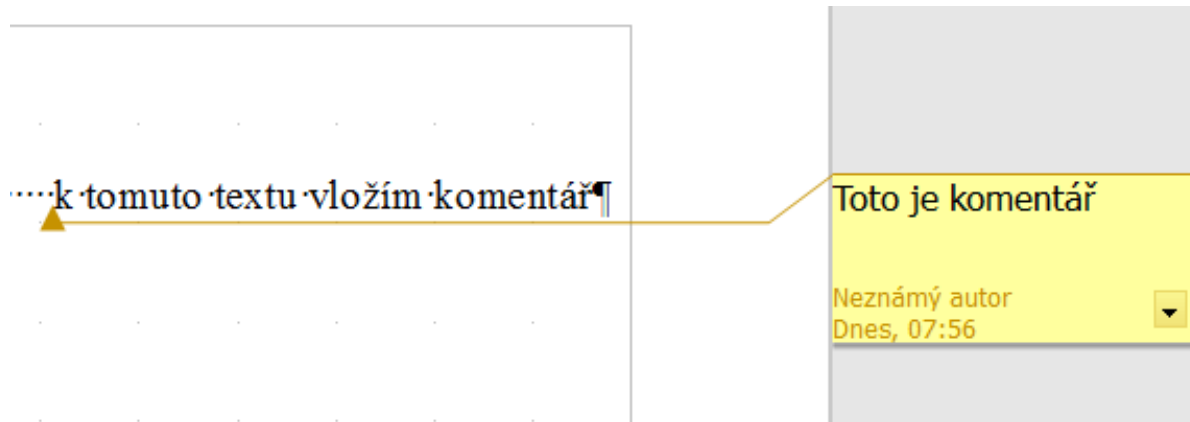 k tomuto textu vložím komentář¶
Toto je komentář
Neznámý autor
Dnes, 07:56